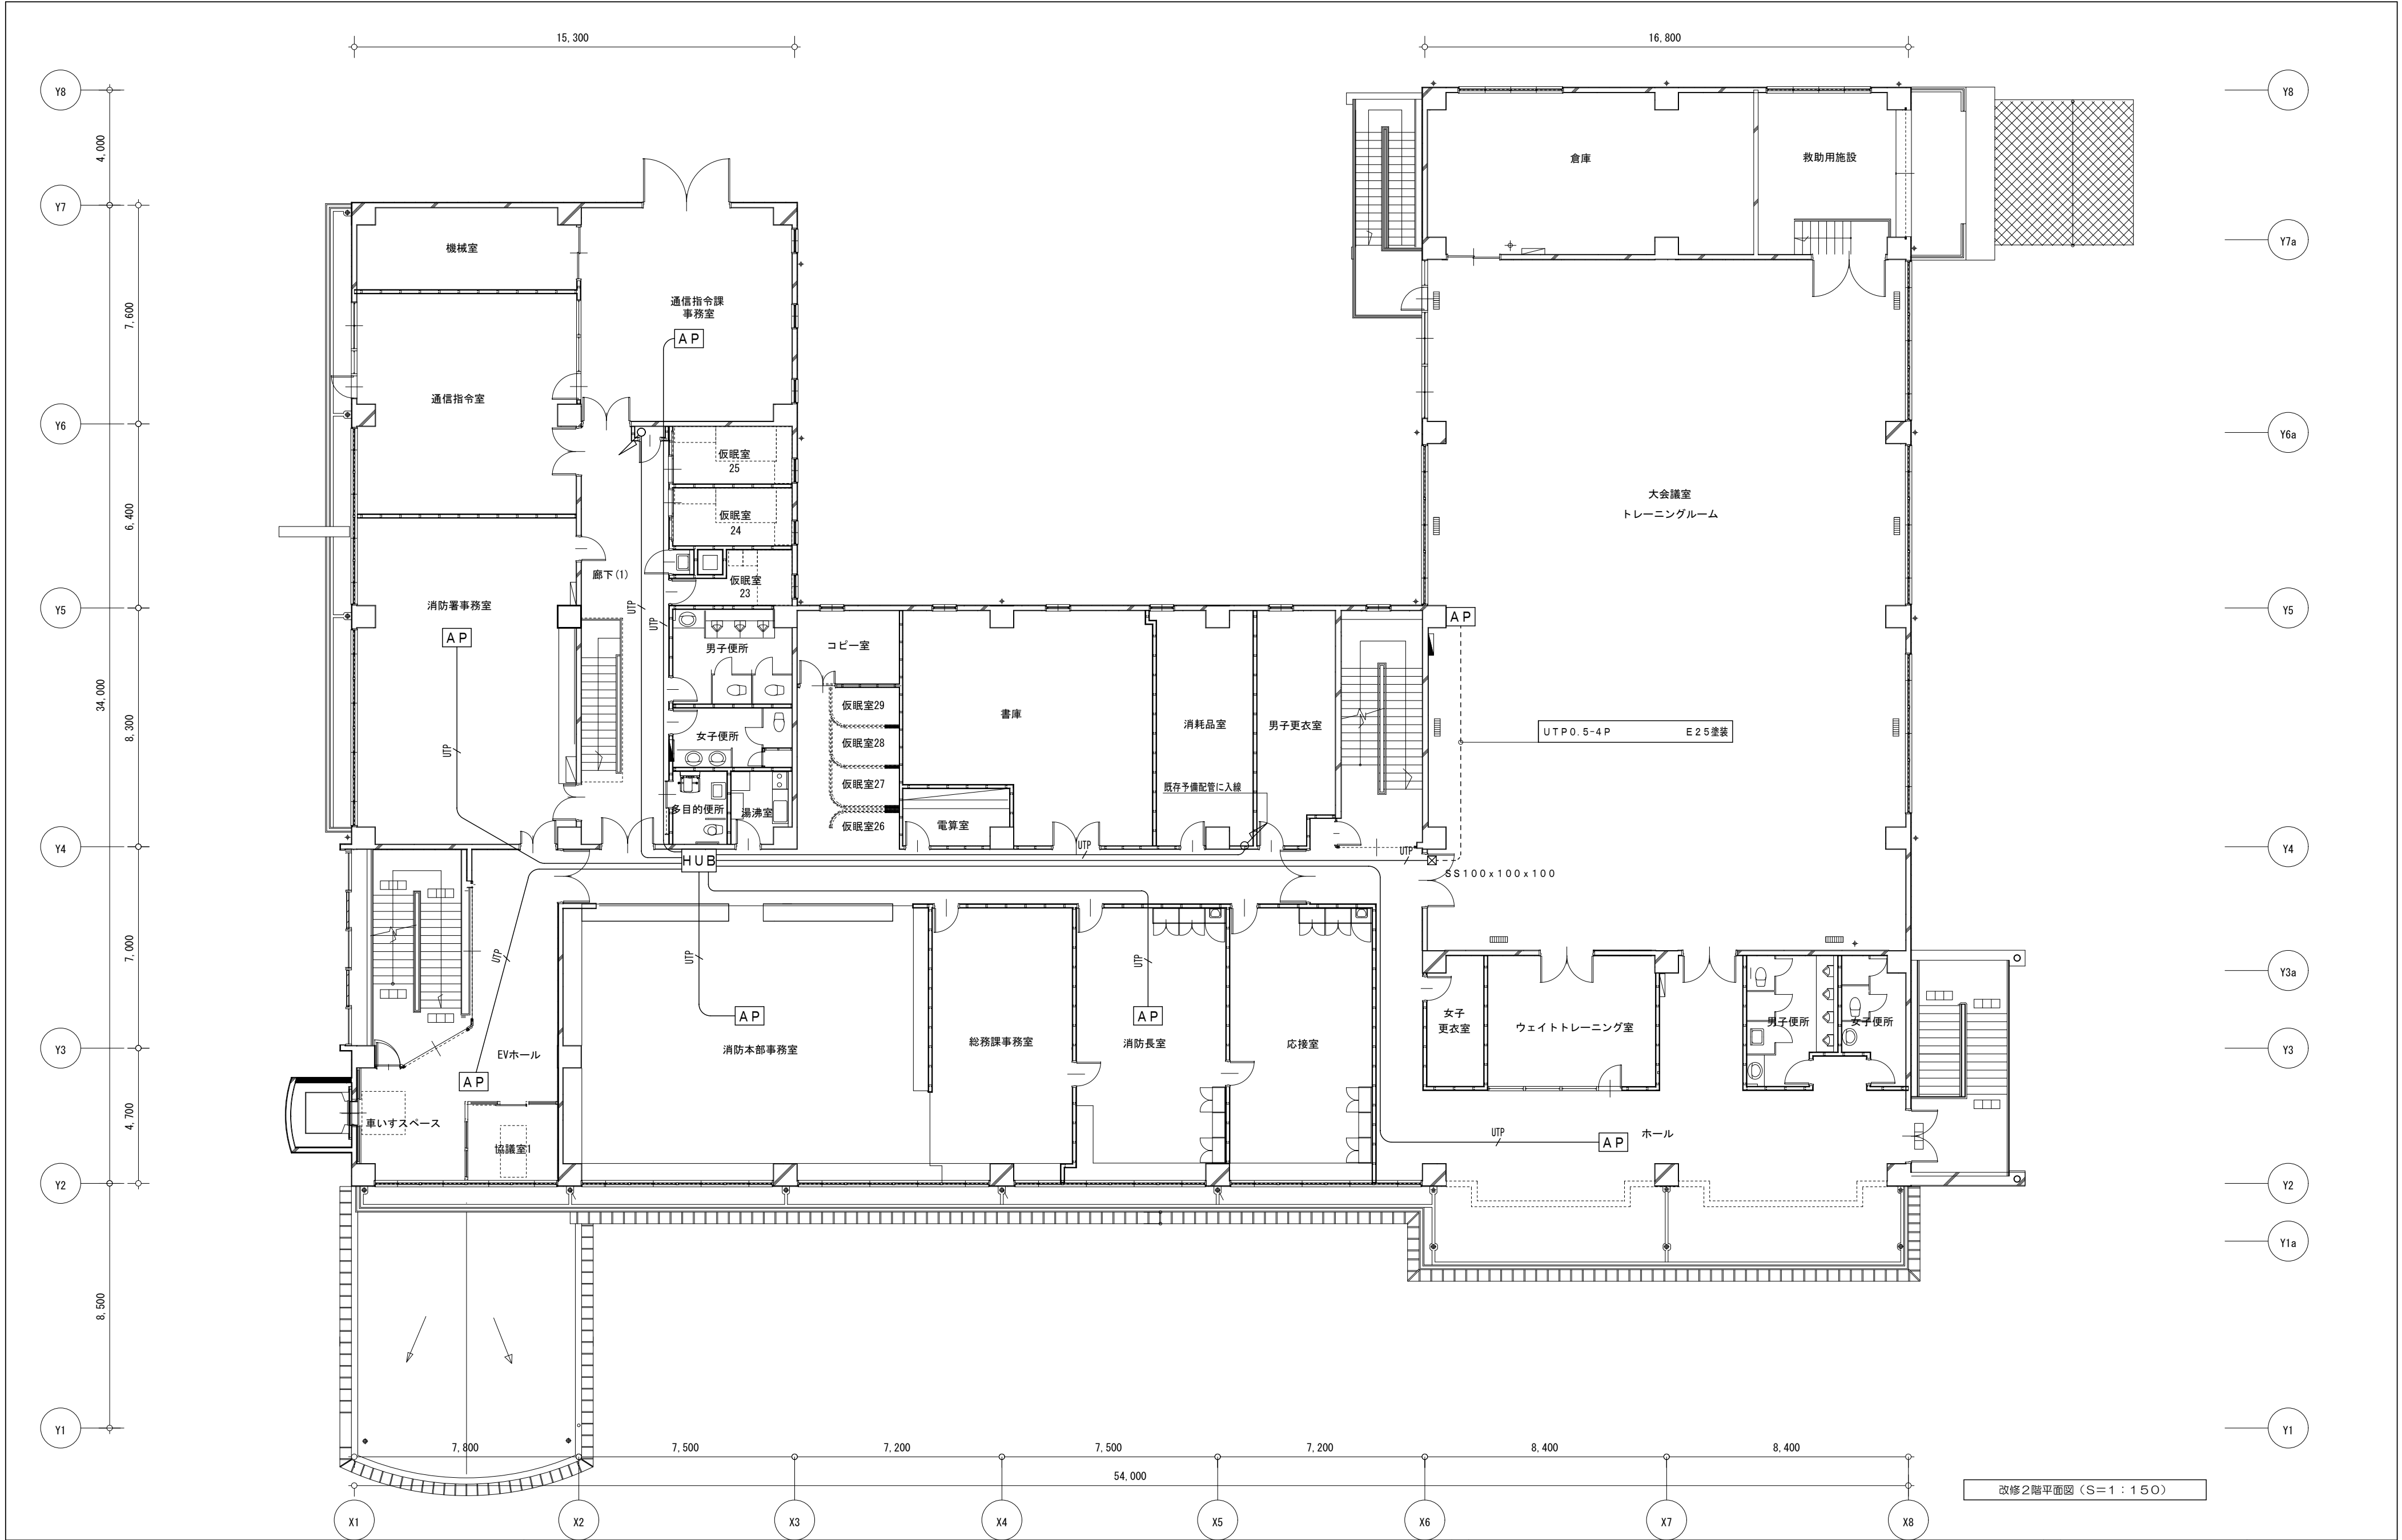 15,300
16,800
Y8
Y8
4,000
倉庫
救助用施設
Y7
Y7a
機械室
7,600
通信指令課
事務室
AP
通信指令室
Y6
Y6a
仮眠室
25
6,400
仮眠室
24
大会議室
トレーニングルーム
廊下(1)
仮眠室
23
消防署事務室
Y5
Y5
UTP
UTP
AP
AP
男子便所
コピー室
34,000
8,300
仮眠室29
書庫
消耗品室
男子更衣室
女子便所
仮眠室28
UTP
UTP0.5-4P E25塗装
仮眠室27
既存予備配管に入線
多目的便所
湯沸室
仮眠室26
電算室
Y4
Y4
HUB
UTP
UTP
SS100x100x100
7,000
UTP
UTP
UTP
Y3a
AP
AP
女子
更衣室
ウェイトトレーニング室
男子便所
女子便所
Y3
Y3
EVホール
消防本部事務室
総務課事務室
消防長室
応接室
AP
4,700
車いすスペース
UTP
AP
ホール
協議室1
Y2
Y2
Y1a
8,500
Y1
Y1
7,800
7,500
7,200
7,500
7,200
8,400
8,400
54,000
改修2階平面図(S=1:150)
X1
X2
X3
X4
X5
X6
X7
X8